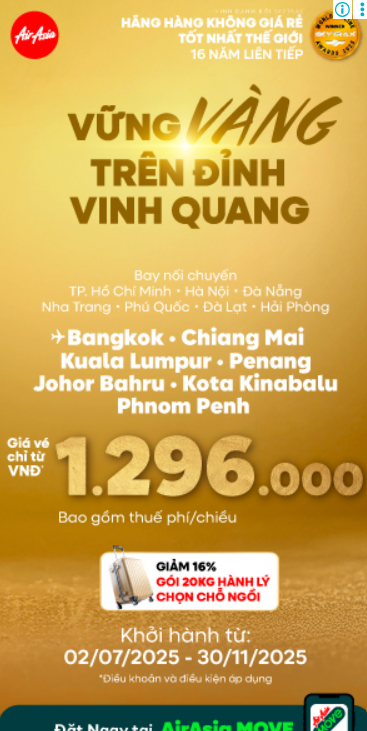 AirAsia
HÃNG HÀNG KHÔNG GIÁ RẺ
TỐT NHẤT THẾ GIỚI
16 NĂM LIÊN TIẾP
VỮNG VÀNG
TRÊN ĐỈNH
VINH QUANG
Bay nối chuyến
TP. Hồ Chí Minh • Hà Nội • Đà Nẵng
Nha Trang • Phú Quốc • Đà Lạt • Hải Phòng
Bangkok • Chiang Mai
Kuala Lumpur • Penang
Johor Bahru • Kota Kinabalu
Phnom Penh
Giá vé
chỉ từ
VNĐ*
1.296.000
Bao gồm thuế phí/chiều
GIẢM 16%
GÓI 20KG HÀNH LÝ
CHỌN CHỖ NGỒI
Khởi hành từ:
02/07/2025 - 30/11/2025
*Điều khoản và điều kiện áp dụng
Đặt Ngay tại AirAsia MOVE
AirAsia
MOVE